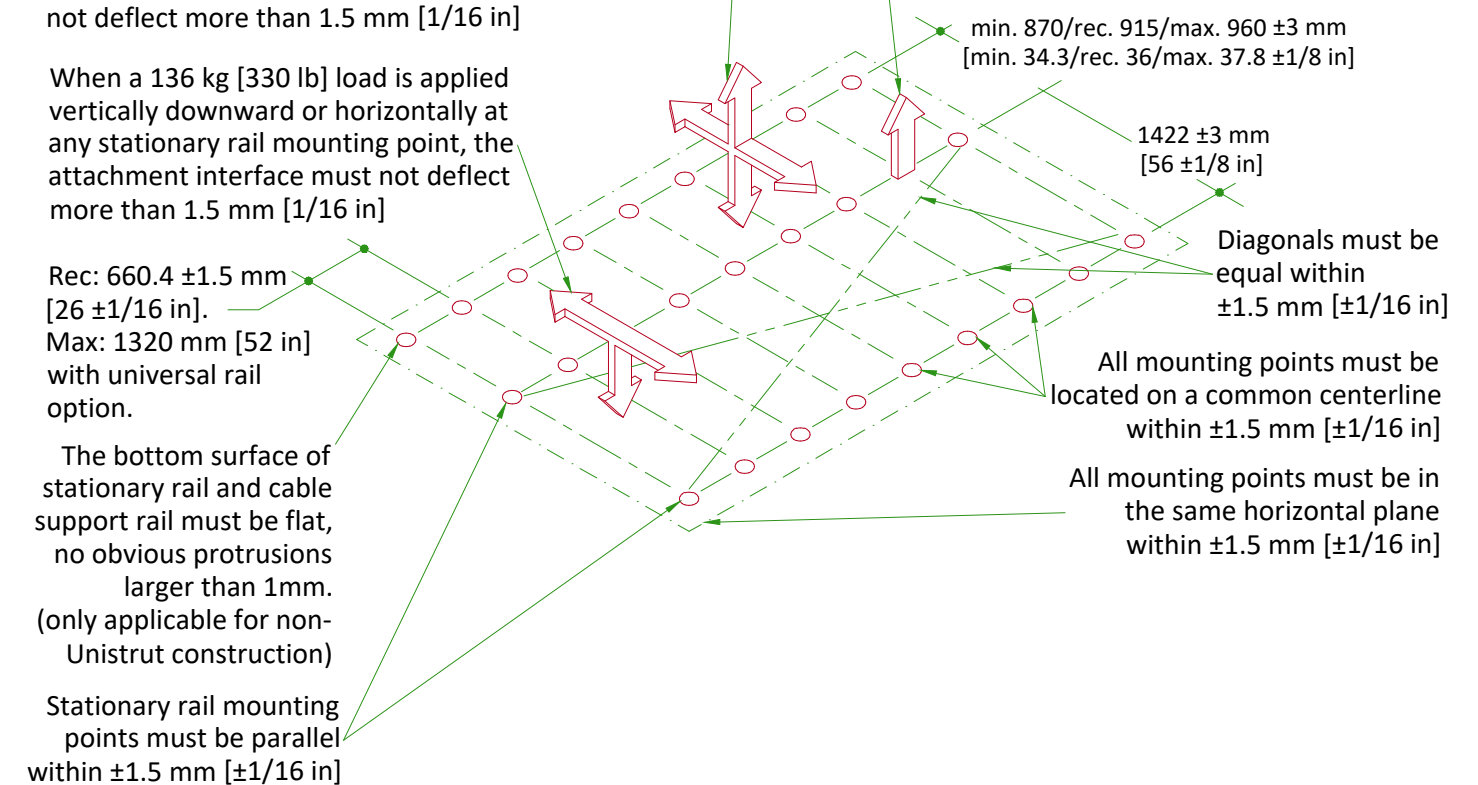 not deflect more than 1.5 mm [1/16 in]
When a 136 kg [330 lb] load is applied
vertically downward or horizontally at
any stationary rail mounting point, the
attachment interface must not deflect
more than 1.5 mm [1/16 in]
Rec: 660.4 ±1.5 mm
[26 ±1/16 in].
Max: 1320 mm [52 in]
with universal rail
option.
The bottom surface of
stationary rail and cable
support rail must be flat,
no obvious protrusions
larger than 1mm.
(only applicable for non-
Unistrut construction)
Stationary rail mounting
points must be parallel
within ±1.5 mm [±1/16 in]
min. 870/rec. 915/max. 960 ±3 mm
[min. 34.3/rec. 36/max. 37.8 ±1/8 in]
1422 ±3 mm
[56 ±1/8 in]
Diagonals must be
equal within
±1.5 mm [±1/16 in]
All mounting points must be
located on a common centerline
within ±1.5 mm [±1/16 in]
All mounting points must be in
the same horizontal plane
within ±1.5 mm [±1/16 in]